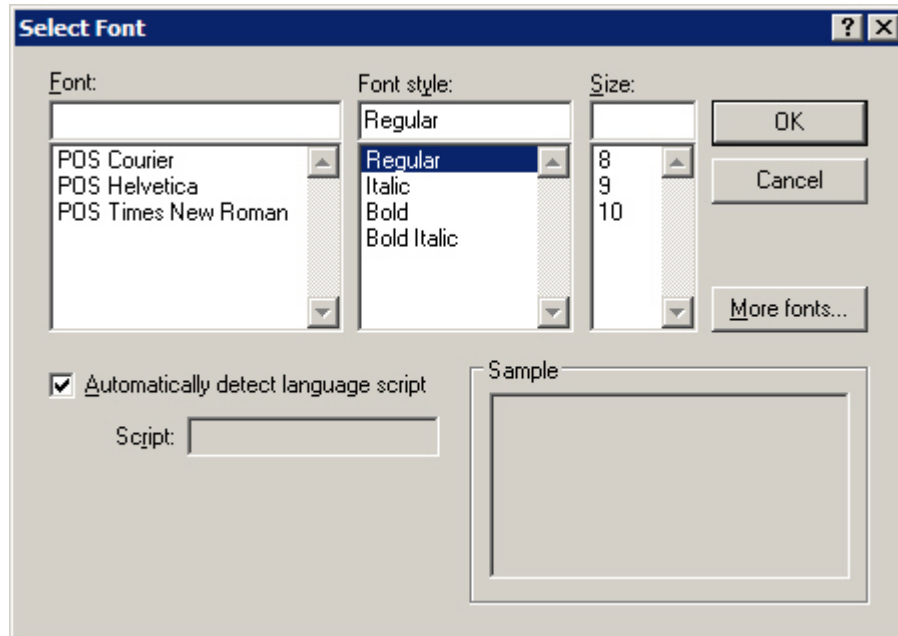 Select Font
Font: Font style: Size:
Regular
OK
POS Courier
POS Helvetica
POS Times New Roman
Regular
Italic
Bold
Bold Italic
8
9
10
Cancel
More fonts...
Automatically detect language script
Script:
Sample